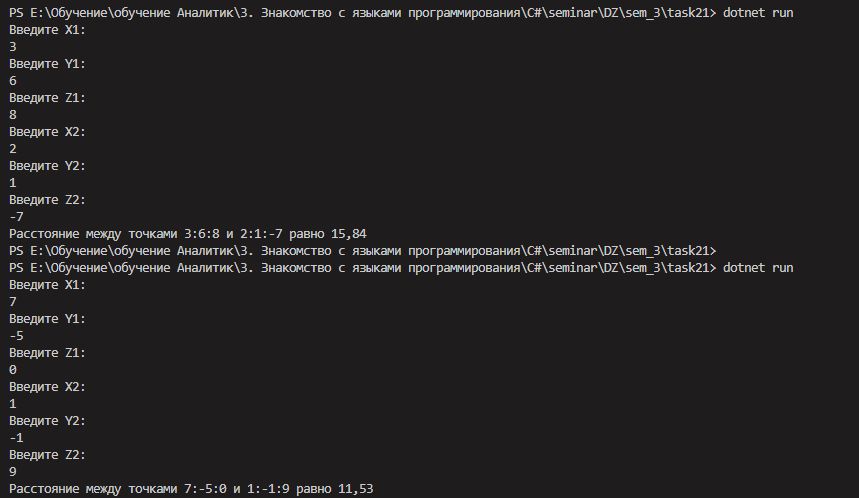 PS E:\Обучение\обучение Аналитик\3. Знакомство с языками программирования\C#\seminar\DZ\sem_3\task21> dotnet run
Введите X1:
3
Введите Y1:
6
Введите Z1:
8
Введите X2:
2
Введите Y2:
1
Введите Z2:
-7
Расстояние между точками 3:6:8 и 2:1:-7 равно 15,84
PS E:\Обучение\обучение Аналитик\3. Знакомство с языками программирования\C#\seminar\DZ\sem_3\task21>
PS E:\Обучение\обучение Аналитик\3. Знакомство с языками программирования\C#\seminar\DZ\sem_3\task21> dotnet run
Введите X1:
7
Введите Y1:
-5
Введите Z1:
0
Введите X2:
1
Введите Y2:
-1
Введите Z2:
9
Расстояние между точками 7:-5:0 и 1:-1:9 равно 11,53